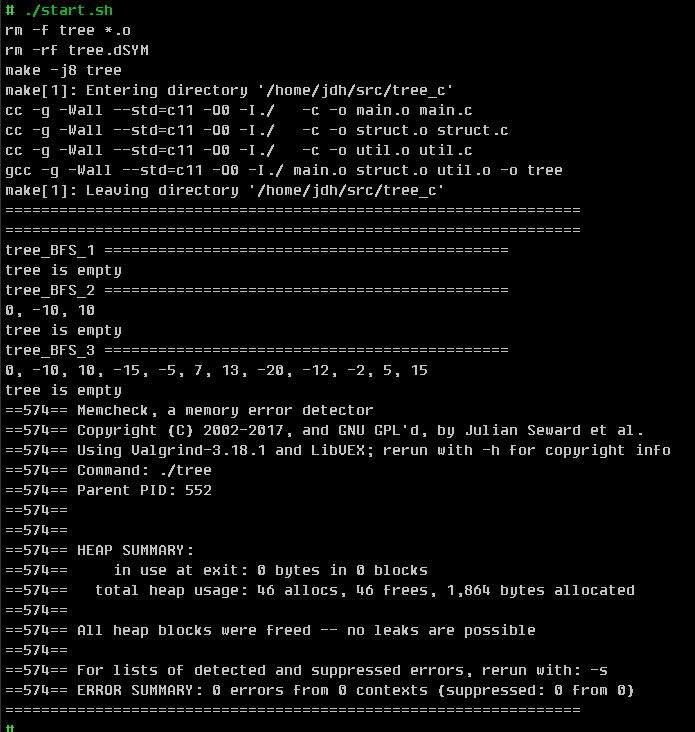 # ./start.sh
rm -f tree *.o
rm -rf tree.dSYM
make -j8 tree
make[1]: Entering directory '/home/jdh/src/tree_c'
cc -g -Wall --std=c11 -O0 -I./   -c -o main.o main.c
cc -g -Wall --std=c11 -O0 -I./   -c -o struct.o struct.c
cc -g -Wall --std=c11 -O0 -I./   -c -o util.o util.c
gcc -g -Wall --std=c11 -O0 -I./ main.o struct.o util.o -o tree
make[1]: Leaving directory '/home/jdh/src/tree_c'
================================================================
================================================================
tree_BFS_1 =============================================
tree is empty
tree_BFS_2 =============================================
0, -10, 10
tree is empty
tree_BFS_3 =============================================
0, -10, 10, -15, -5, 7, 13, -20, -12, -2, 5, 15
tree is empty
==574== Memcheck, a memory error detector
==574== Copyright (C) 2002-2017, and GNU GPL'd, by Julian Seward et al.
==574== Using Valgrind-3.18.1 and LibVEX; rerun with -h for copyright info
==574== Command: ./tree
==574== Parent PID: 552
==574==
==574==
==574== HEAP SUMMARY:
==574==     in use at exit: 0 bytes in 0 blocks
==574==   total heap usage: 46 allocs, 46 frees, 1,864 bytes allocated
==574==
==574== All heap blocks were freed -- no leaks are possible
==574==
==574== For lists of detected and suppressed errors, rerun with: -s
==574== ERROR SUMMARY: 0 errors from 0 contexts (suppressed: 0 from 0)
================================================================
#